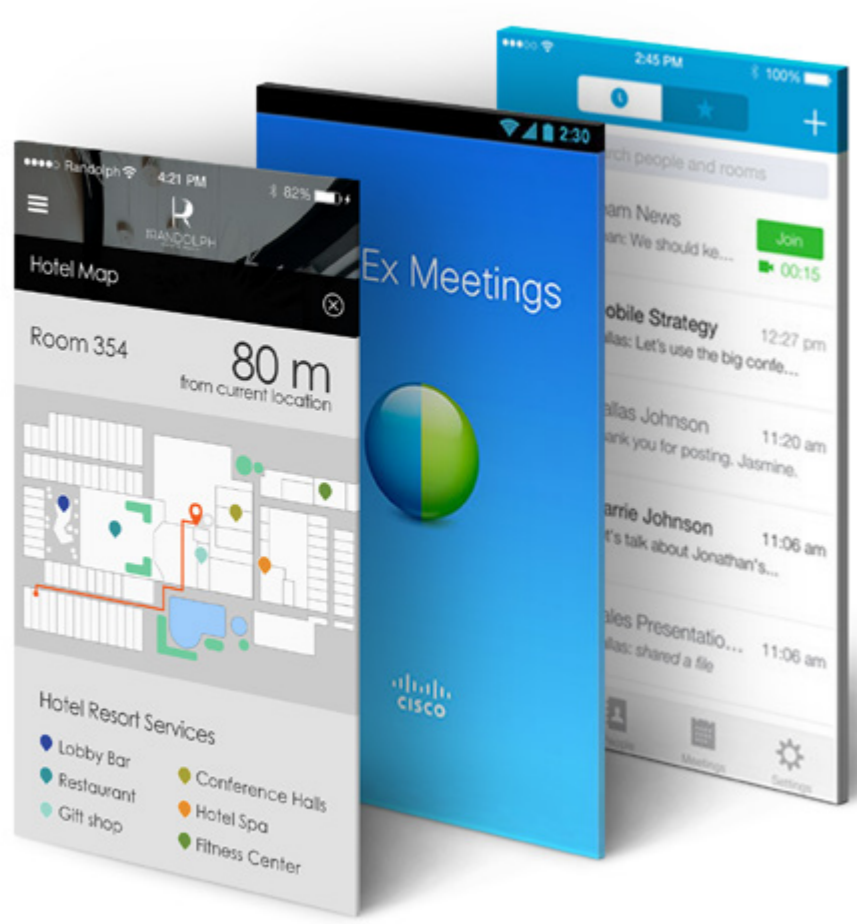 Randolph 4:21 PM 82%
R
RANDOLPH
Hotel Map
Room 354
80 m
from current location
Hotel Resort Services
Lobby Bar
Restaurant
Gift shop
Conference Halls
Hotel Spa
Fitness Center
2:30
Ex Meetings
CISCO
2:45 PM 100%
+
rch people and rooms
am News
an: We should ke...
Join
00:15
obile Strategy 12:27 pm
llas: Let's use the big confe...
allas Johnson 11:20 am
ank you for posting. Jasmine.
arrie Johnson 11:06 am
t's talk about Jonathan's...
ales Presentatio... 11:06 am
llas: shared a file
Meetings
Settings